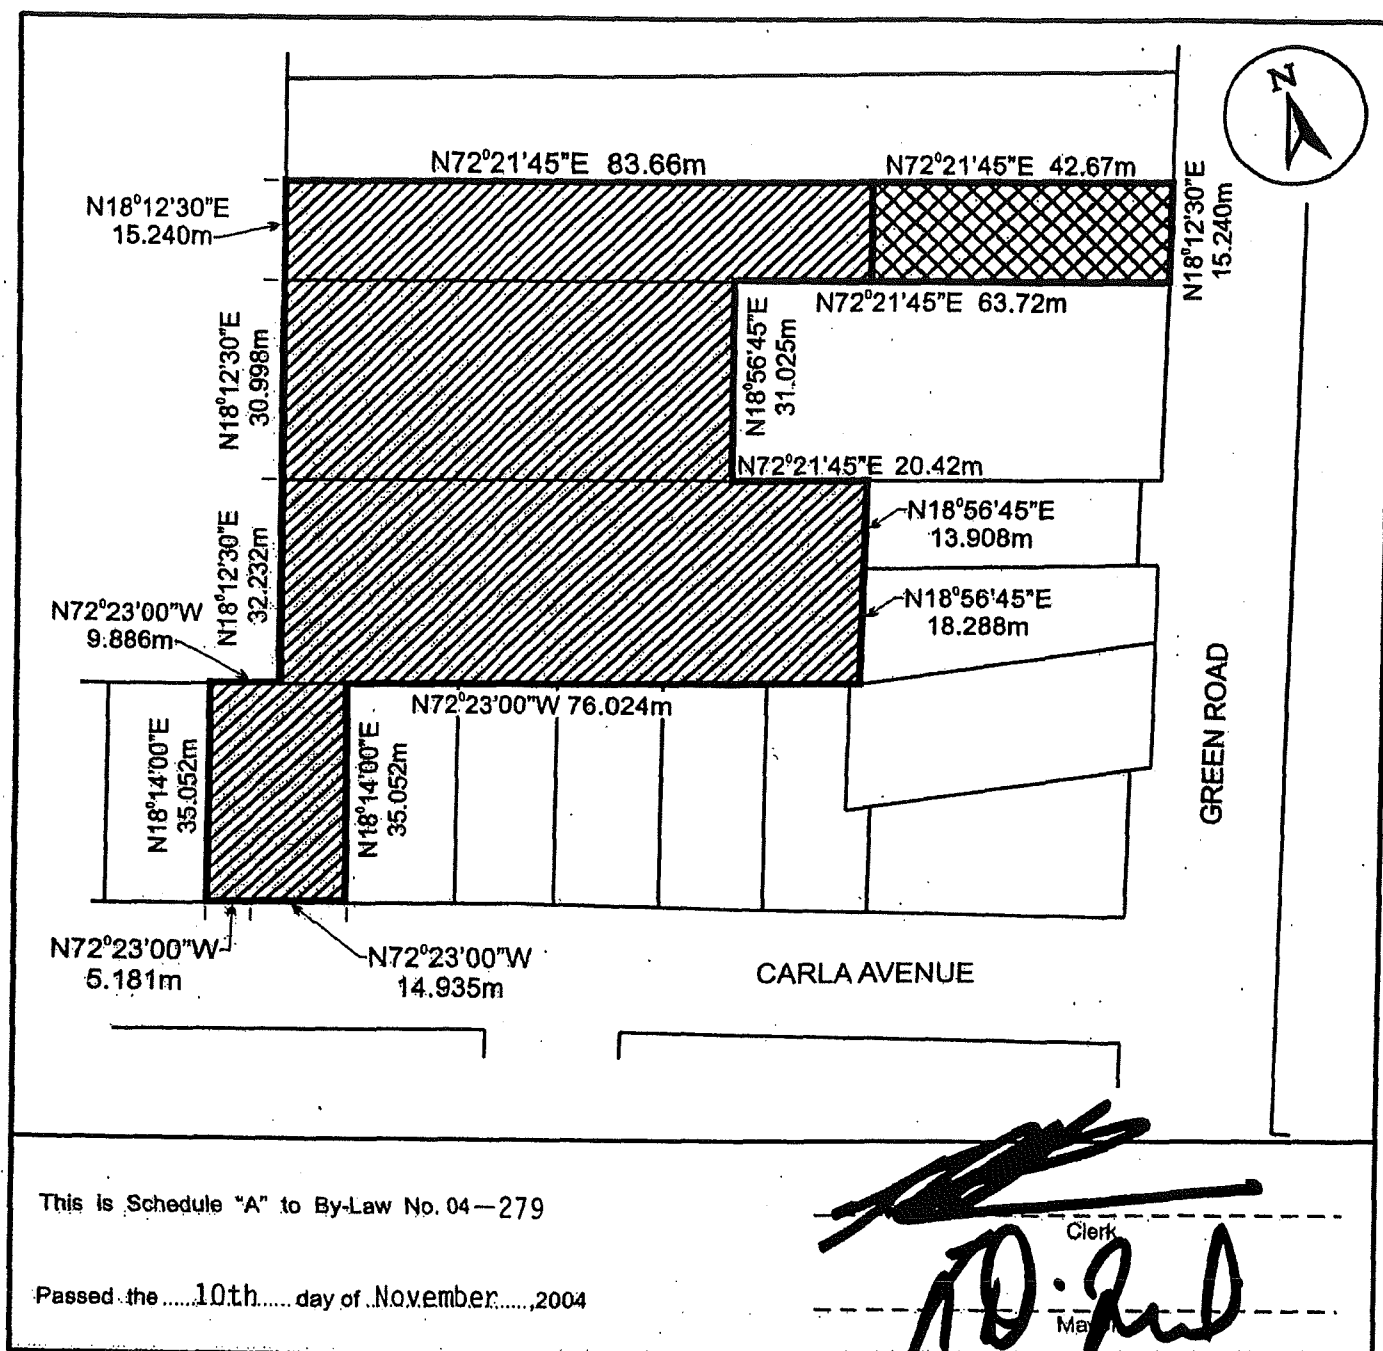 N
N72°21'45"E 83.66m
N72°21'45"E 42.67m
N18°12'30"E
15.240m
N18°12'30"E
15.240m
N72°21'45"E 63.72m
N18°12'30"E
30.998m
N18°56'45"E
31.025m
N72°21'45"E 20.42m
N18°56'45"E
13.908m
N18°12'30"E
32.232m
N72°23'00"W
9.886m
N18°56'45"E
18.288m
N72°23'00"W 76.024m
N18°14'00"E
35.052m
N18°14'00"E
35.052m
GREEN ROAD
N72°23'00"W
5.181m
N72°23'00"W
14.935m
CARLA AVENUE
This is Schedule "A" to By-Law No. 04-279
Clerk
Passed the ......10th...... day of ..November.....,2004